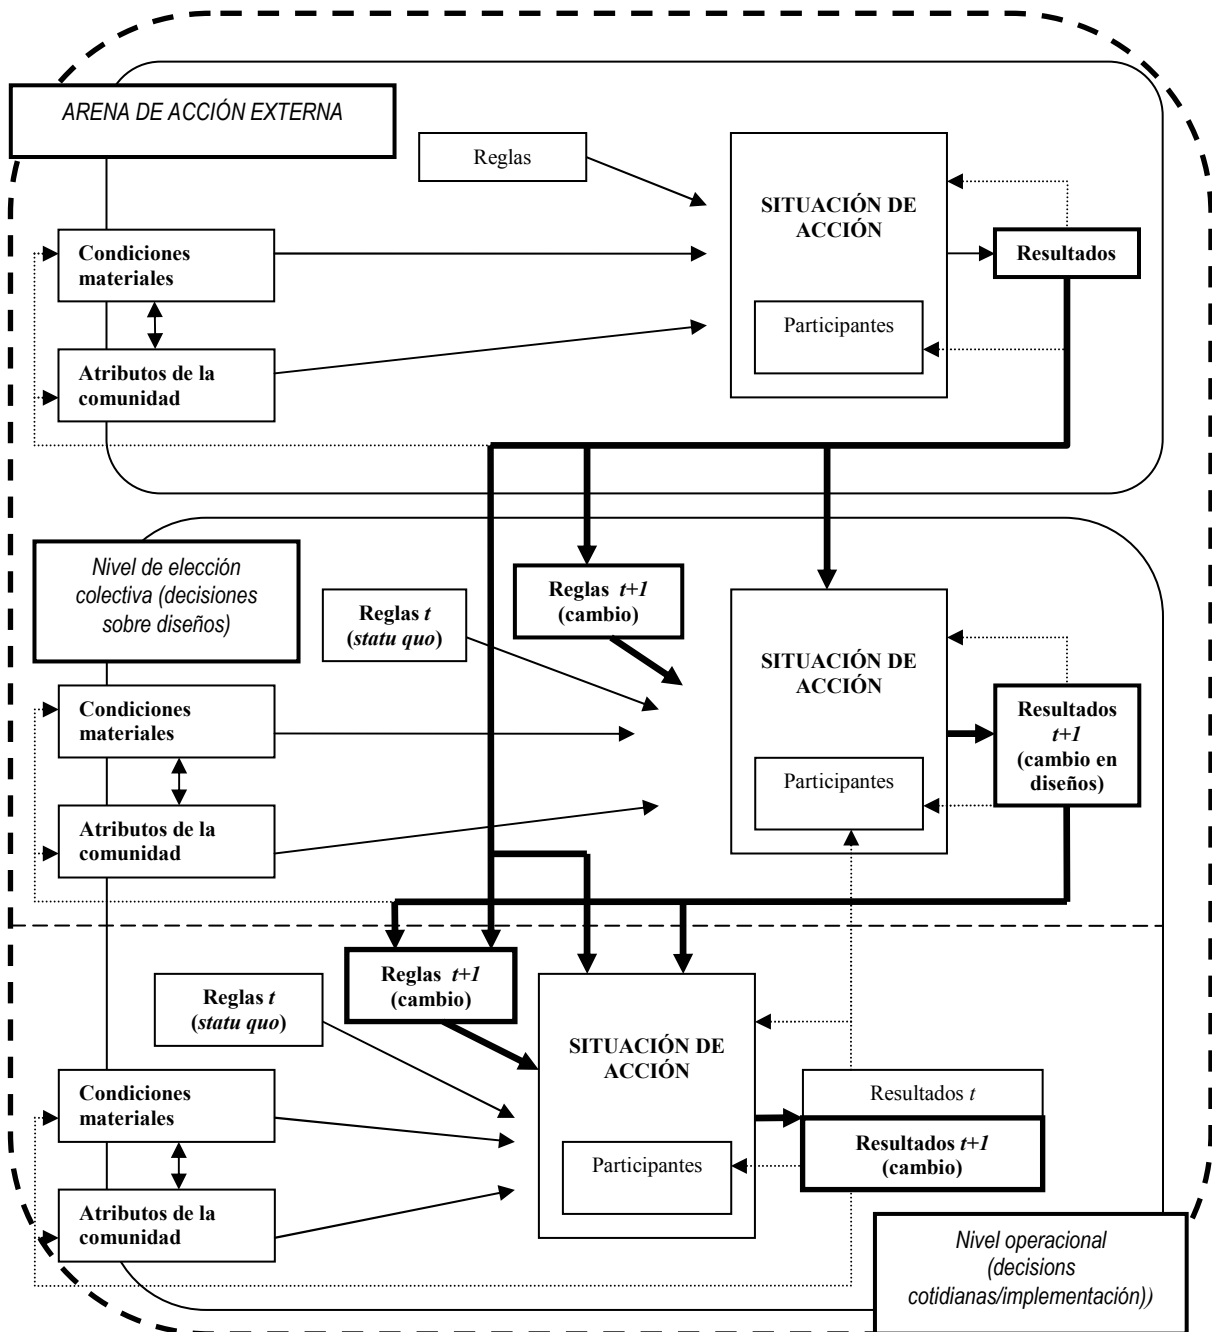 ARENA DE ACCIÓN EXTERNA
Reglas
SITUACIÓN DE
ACCIÓN
Condiciones
materiales
Resultados
Participantes
Atributos de la
comunidad
Nivel de elección
colectiva (decisiones
sobre diseños)
Reglas t+1
(cambio)
Reglas t
(statu quo)
SITUACIÓN DE
ACCIÓN
Condiciones
materiales
Resultados
t+1
(cambio en
diseños)
Participantes
Atributos de la
comunidad
Reglas t+1
(cambio)
Reglas t
(statu quo)
SITUACIÓN DE
ACCIÓN
Condiciones
materiales
Resultados t
Resultados t+1
(cambio)
Participantes
Atributos de la
comunidad
Nivel operacional
(decisions
cotidianas/implementación))